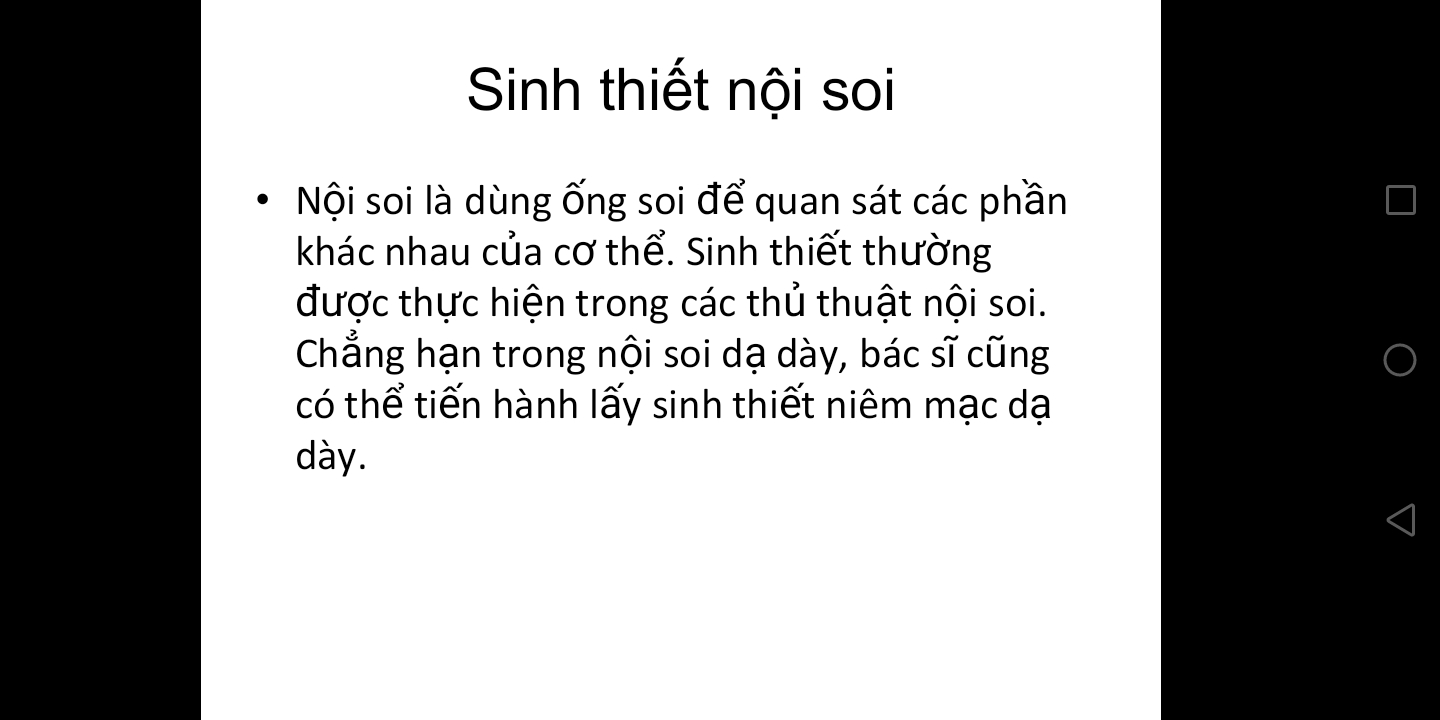 Sinh thiết nội soi
• Nội soi là dùng ống soi để quan sát các phần
khác nhau của cơ thể. Sinh thiết thường
được thực hiện trong các thủ thuật nội soi.
Chẳng hạn trong nội soi dạ dày, bác sĩ cũng
có thể tiến hành lấy sinh thiết niêm mạc dạ
dày.